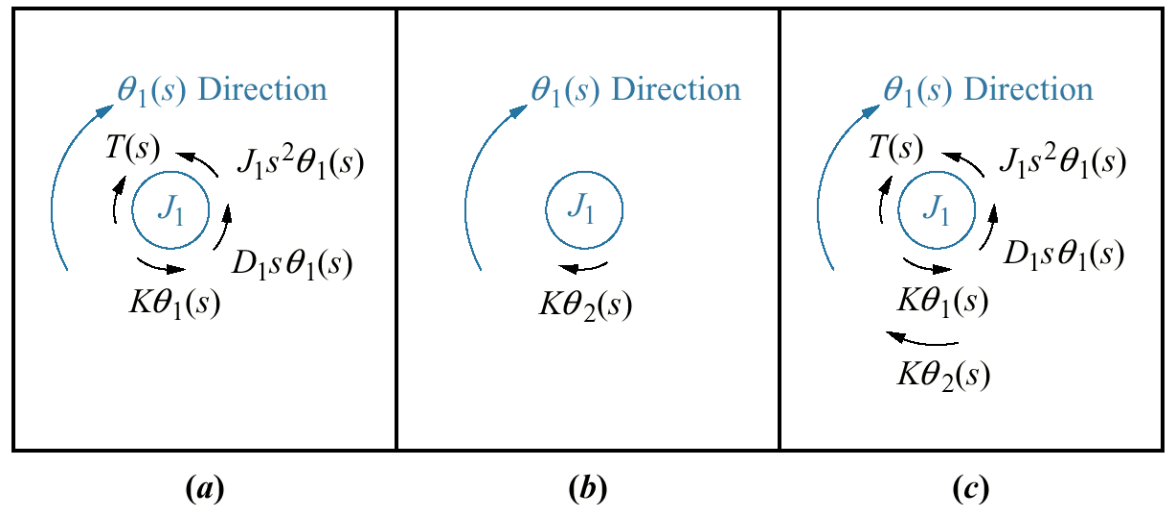 θ₁(s) Direction
T(s)
J₁s²θ₁(s)
J₁
D₁sθ₁(s)
Kθ₁(s)
(a)
θ₁(s) Direction
J₁
Kθ₂(s)
(b)
θ₁(s) Direction
T(s)
J₁s²θ₁(s)
J₁
D₁sθ₁(s)
Kθ₁(s)
Kθ₂(s)
(c)